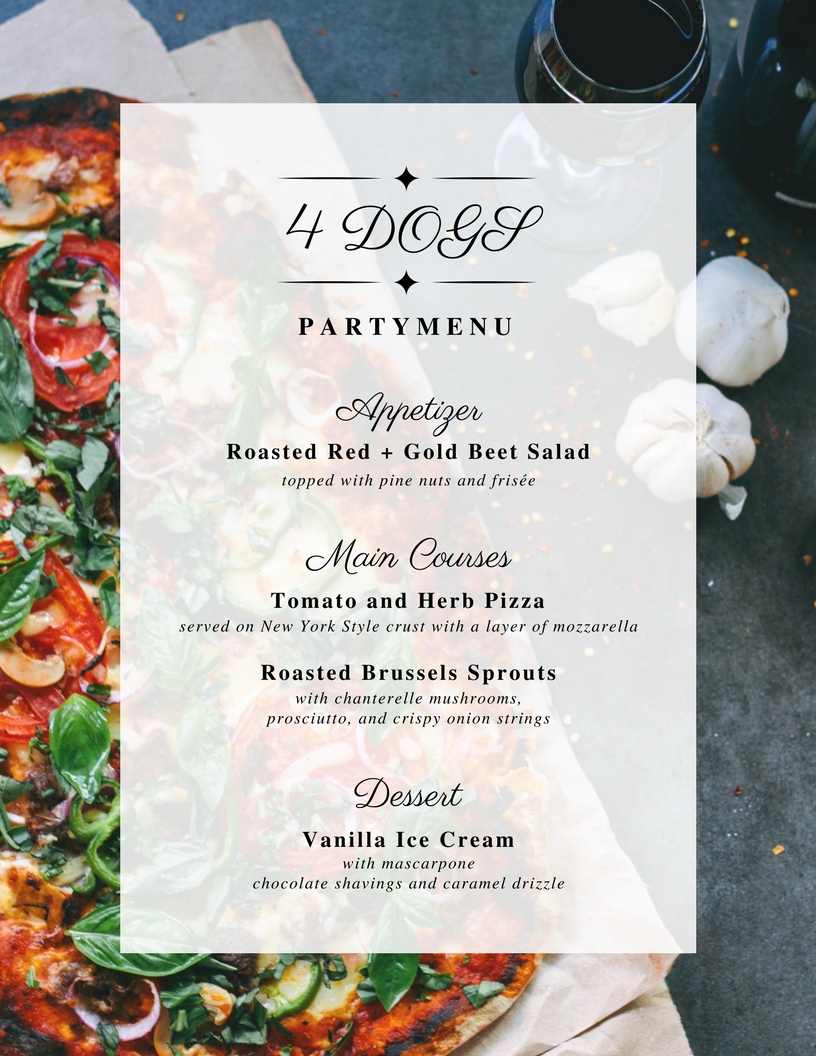 4 DOGS
PARTYMENU
Appetizer
Roasted Red + Gold Beet Salad
topped with pine nuts and frisée
Main Courses
Tomato and Herb Pizza
served on New York Style crust with a layer of mozzarella
Roasted Brussels Sprouts
with chanterelle mushrooms,
prosciutto, and crispy onion strings
Dessert
Vanilla Ice Cream
with mascarpone
chocolate shavings and caramel drizzle